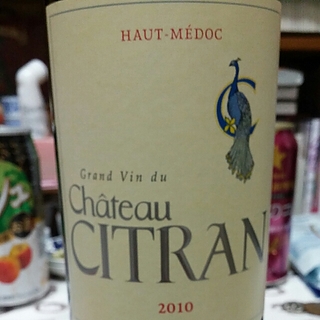 HAUT-MÉDOC
Grand Vin du
Château
CITRAN
2010